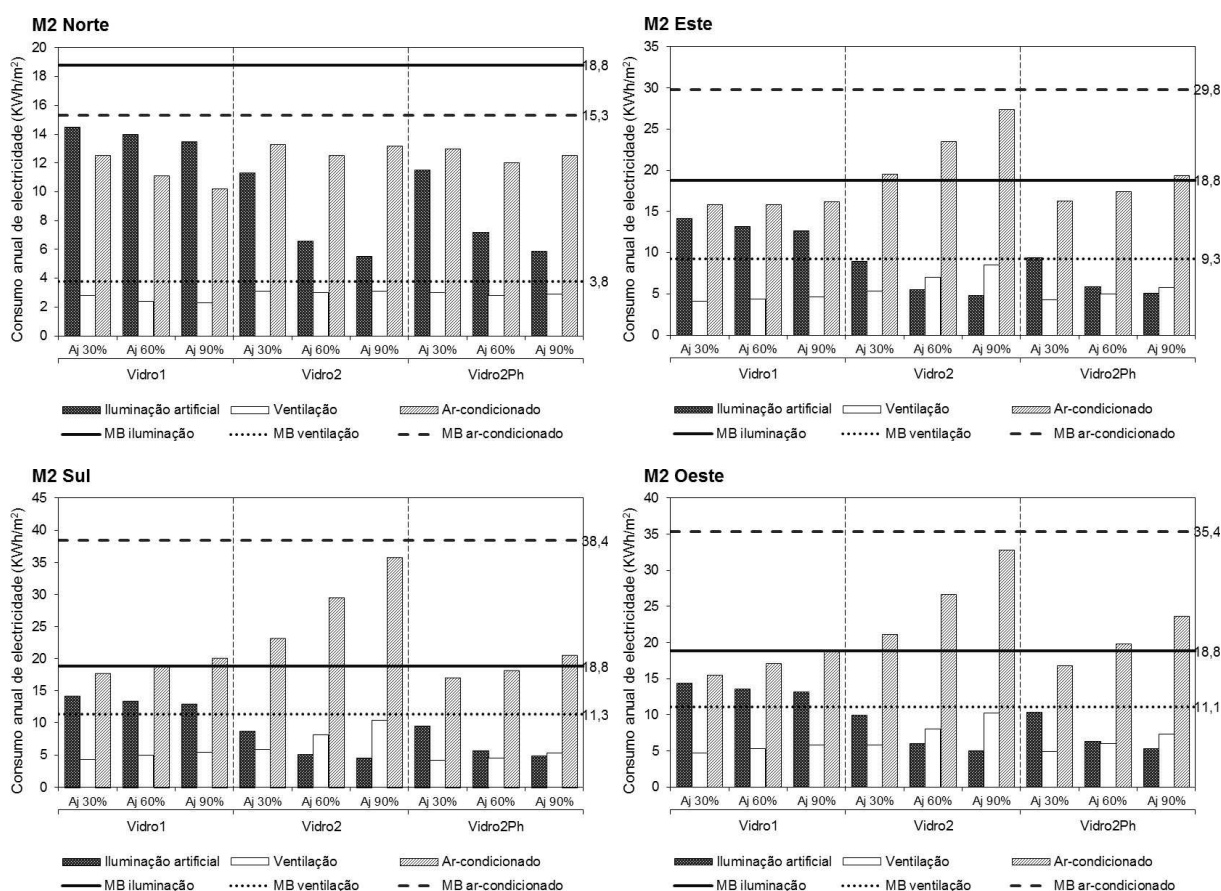 M2 Norte
Consumo anual de electricidade (KWh/m²)
20
18
16
14
12
10
8
6
4
2
0
18,8
15,3
3,8
Aj 30% Aj 60% Aj 90% Aj 30% Aj 60% Aj 90% Aj 30% Aj 60% Aj 90%
Vidro1 Vidro2 Vidro2Ph
Iluminação artificial Ventilação Ar-condicionado
MB iluminação MB ventilação MB ar-condicionado
M2 Este
Consumo anual de electricidade (KWh/m²)
35
30
25
20
15
10
5
0
29,8
18,8
9,3
Aj 30% Aj 60% Aj 90% Aj 30% Aj 60% Aj 90% Aj 30% Aj 60% Aj 90%
Vidro1 Vidro2 Vidro2Ph
Iluminação artificial Ventilação Ar-condicionado
MB iluminação MB ventilação MB ar-condicionado
M2 Sul
Consumo anual de electricidade (KWh/m²)
45
40
35
30
25
20
15
10
5
0
38,4
18,8
11,3
Aj 30% Aj 60% Aj 90% Aj 30% Aj 60% Aj 90% Aj 30% Aj 60% Aj 90%
Vidro1 Vidro2 Vidro2Ph
Iluminação artificial Ventilação Ar-condicionado
MB iluminação MB ventilação MB ar-condicionado
M2 Oeste
Consumo anual de electricidade (KWh/m²)
40
35
30
25
20
15
10
5
0
35,4
18,8
11,1
Aj 30% Aj 60% Aj 90% Aj 30% Aj 60% Aj 90% Aj 30% Aj 60% Aj 90%
Vidro1 Vidro2 Vidro2Ph
Iluminação artificial Ventilação Ar-condicionado
MB iluminação MB ventilação MB ar-condicionado